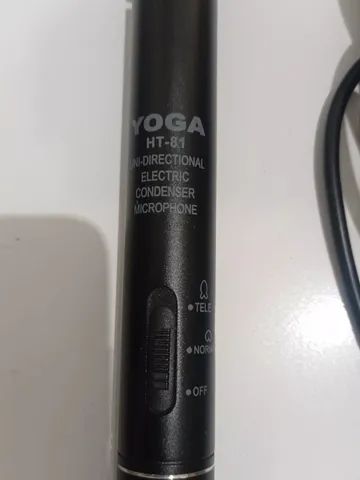 YOGA
HT-81
UNI-DIRECTIONAL
ELECTRIC
CONDENSER
MICROPHONE
•TELE
•NORM
•OFF